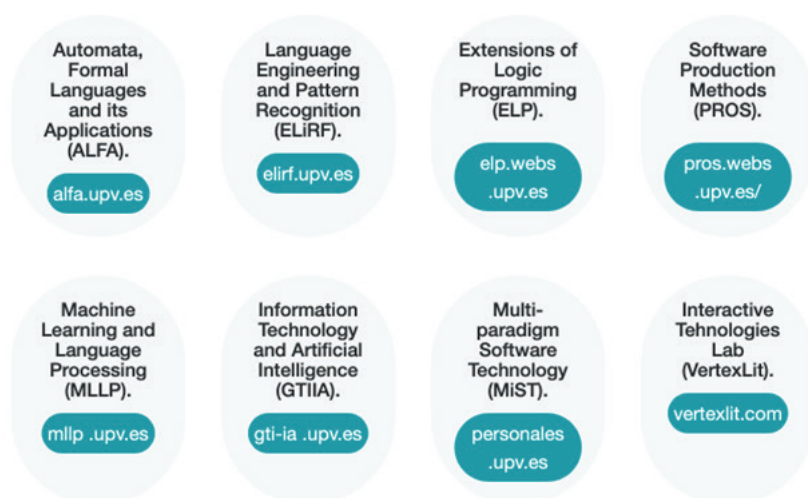 Automata,
Formal
Languages
and its
Applications
(ALFA).
alfa.upv.es
Language
Engineering
and Pattern
Recognition
(ELiRF).
elirf.upv.es
Extensions of
Logic
Programming
(ELP).
elp.webs
.upv.es
Software
Production
Methods
(PROS).
pros.webs
.upv.es/
Machine
Learning and
Language
Processing
(MLLP).
mllp .upv.es
Information
Technology
and Artificial
Intelligence
(GTIIA).
gti-ia .upv.es
Multi-
paradigm
Software
Technology
(MiST).
personales
.upv.es
Interactive
Tehnologies
Lab
(VertexLit).
vertexlit.com